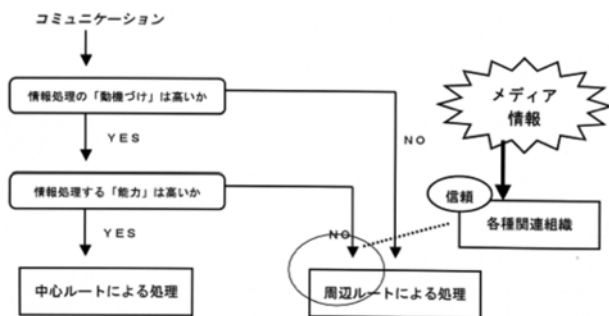 コミュニケーション
情報処理の「動機づけ」は高いか
YES
NO
メディア
情報
情報処理する「能力」は高いか
YES
NO
信頼
各種関連組織
中心ルートによる処理
周辺ルートによる処理